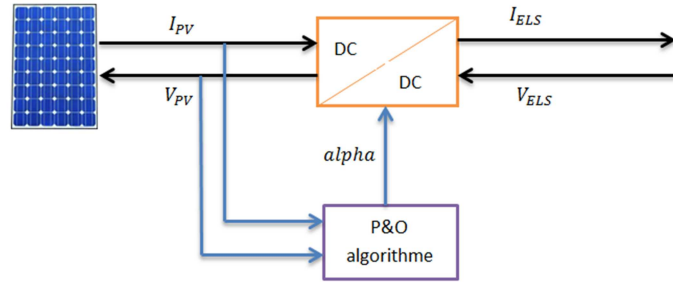 I_PV
I_ELS
DC
DC
V_PV
V_ELS
alpha
P&O
algorithme